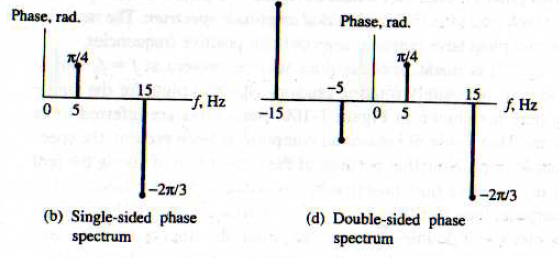 Phase, rad.
π/4
15
0 5
f, Hz
−2π/3
(b) Single-sided phase
spectrum
Phase, rad.
π/4
−5
15
−15
0 5
f, Hz
−2π/3
(d) Double-sided phase
spectrum